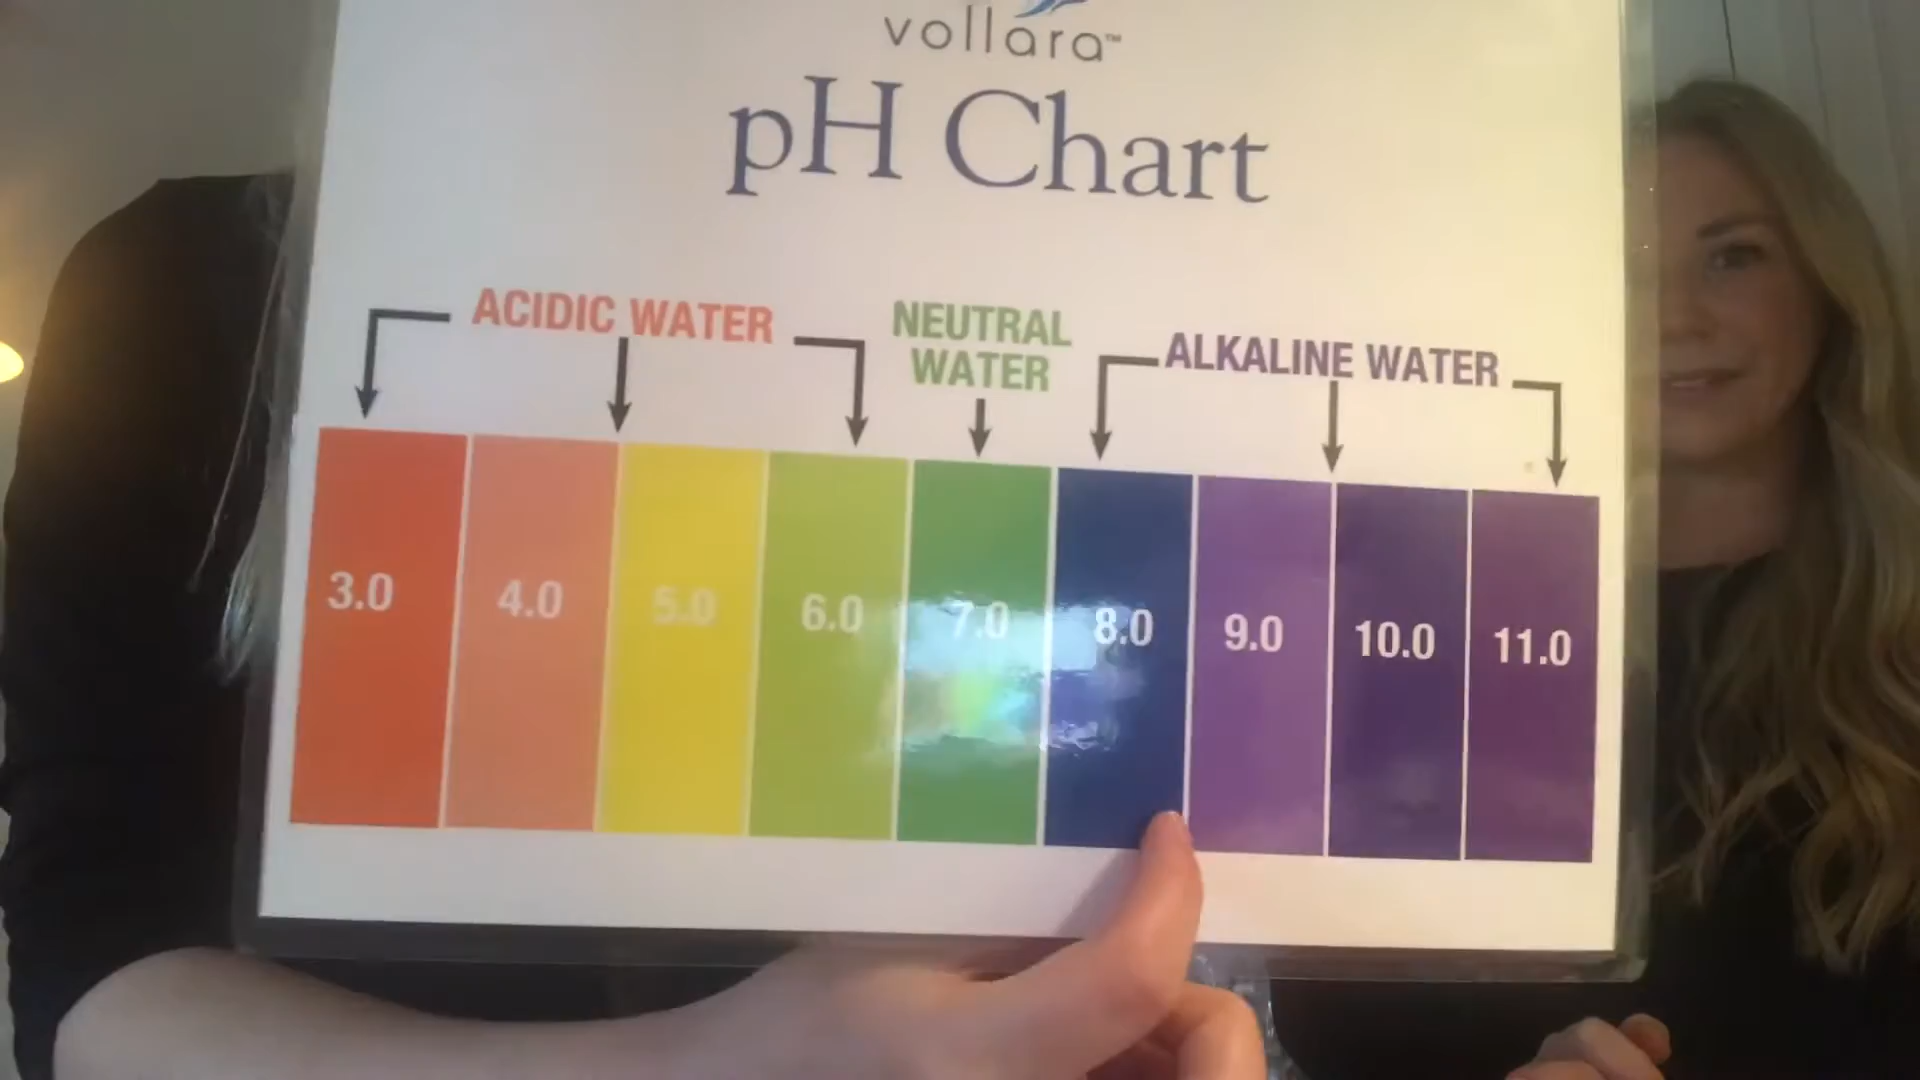 vollara™
pH Chart
ACIDIC WATER
NEUTRAL
WATER
ALKALINE WATER
3.0 4.0 5.0 6.0 7.0 8.0 9.0 10.0 11.0